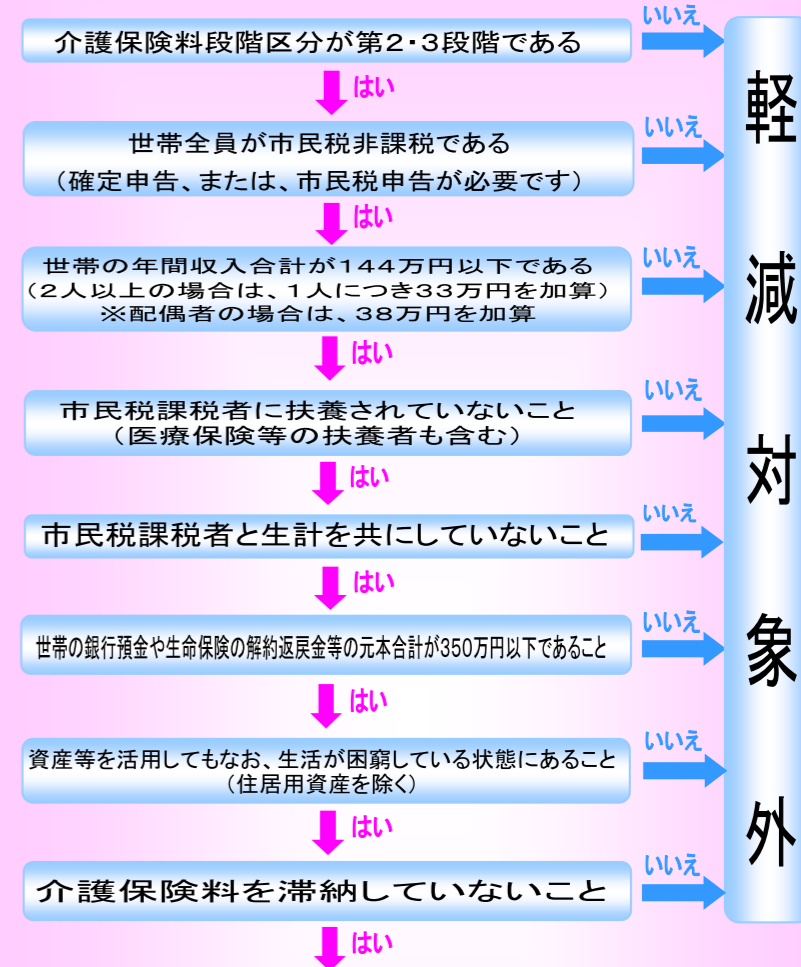 介護保険料段階区分が第2・3段階である
いいえ
はい
世帯全員が市民税非課税である
（確定申告、または、市民税申告が必要です）
いいえ
はい
世帯の年間収入合計が144万円以下である
（2人以上の場合は、1人につき33万円を加算）
※配偶者の場合は、38万円を加算
いいえ
はい
市民税課税者に扶養されていないこと
（医療保険等の扶養者も含む）
いいえ
はい
市民税課税者と生計を共にしていないこと
いいえ
はい
世帯の銀行預金や生命保険の解約返戻金等の元本合計が350万円以下であること
いいえ
はい
資産等を活用してもなお、生活が困窮している状態にあること
（住居用資産を除く）
いいえ
はい
介護保険料を滞納していないこと
いいえ
はい
軽減対象外